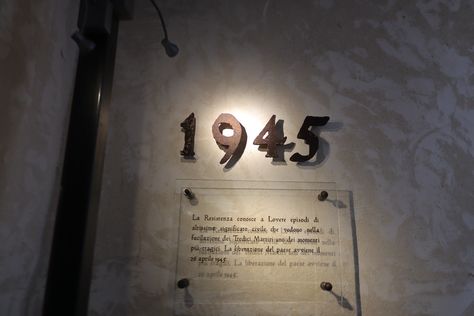 1945
La Resistenza conosce a Lovere episodi di
altissimo significato civile, che vedono nella
fucilazione dei Tredici Martiri uno dei momenti
più tragici. La liberazione del paese avviene il
26 aprile 1945.